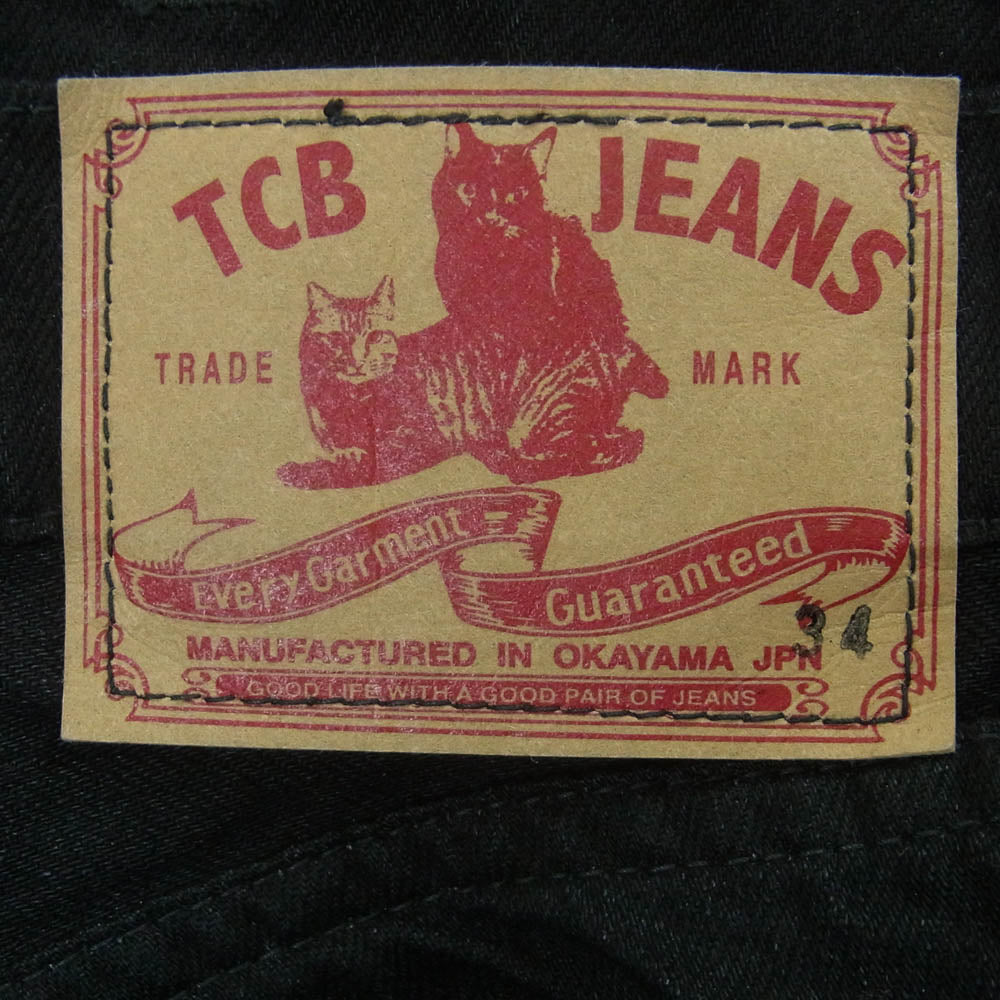 TCB JEANS
TRADE MARK
Every Garment Guaranteed
34
MANUFACTURED IN OKAYAMA JPN
GOOD LIFE WITH A GOOD PAIR OF JEANS